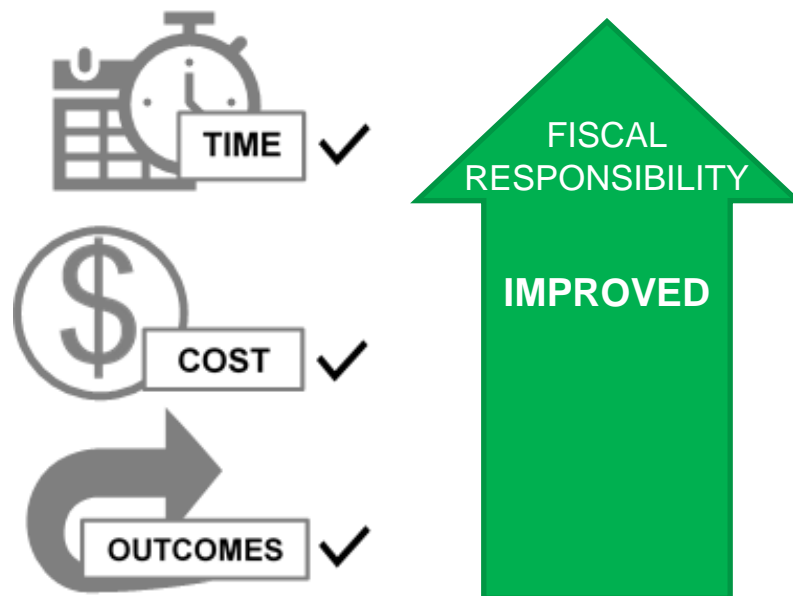 TIME
COST
OUTCOMES
FISCAL
RESPONSIBILITY
IMPROVED